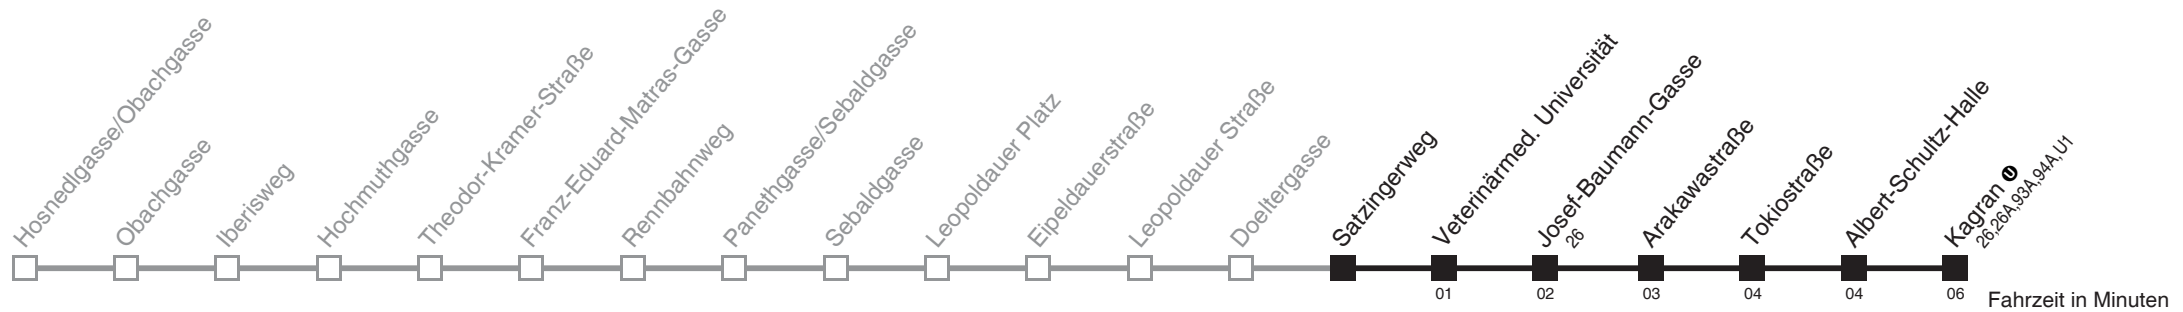 Hosnedlgasse/Obachgasse
Obachgasse
Iberisweg
Hochmuthgasse
Theodor-Kramer-Straße
Franz-Eduard-Matras-Gasse
Rennbahnweg
Panethgasse/Sebaldgasse
Sebaldgasse
Leopoldauer Platz
Eipeldauerstraße
Leopoldauer Straße
Doeltergasse
Satzingerweg
Veterinärmed. Universität
Josef-Baumann-Gasse
26
Arakawastraße
Tokiostraße
Albert-Schultz-Halle
Kagran U
26,26A,93A,94A,U1
01
02
03
04
04
06
Fahrzeit in Minuten